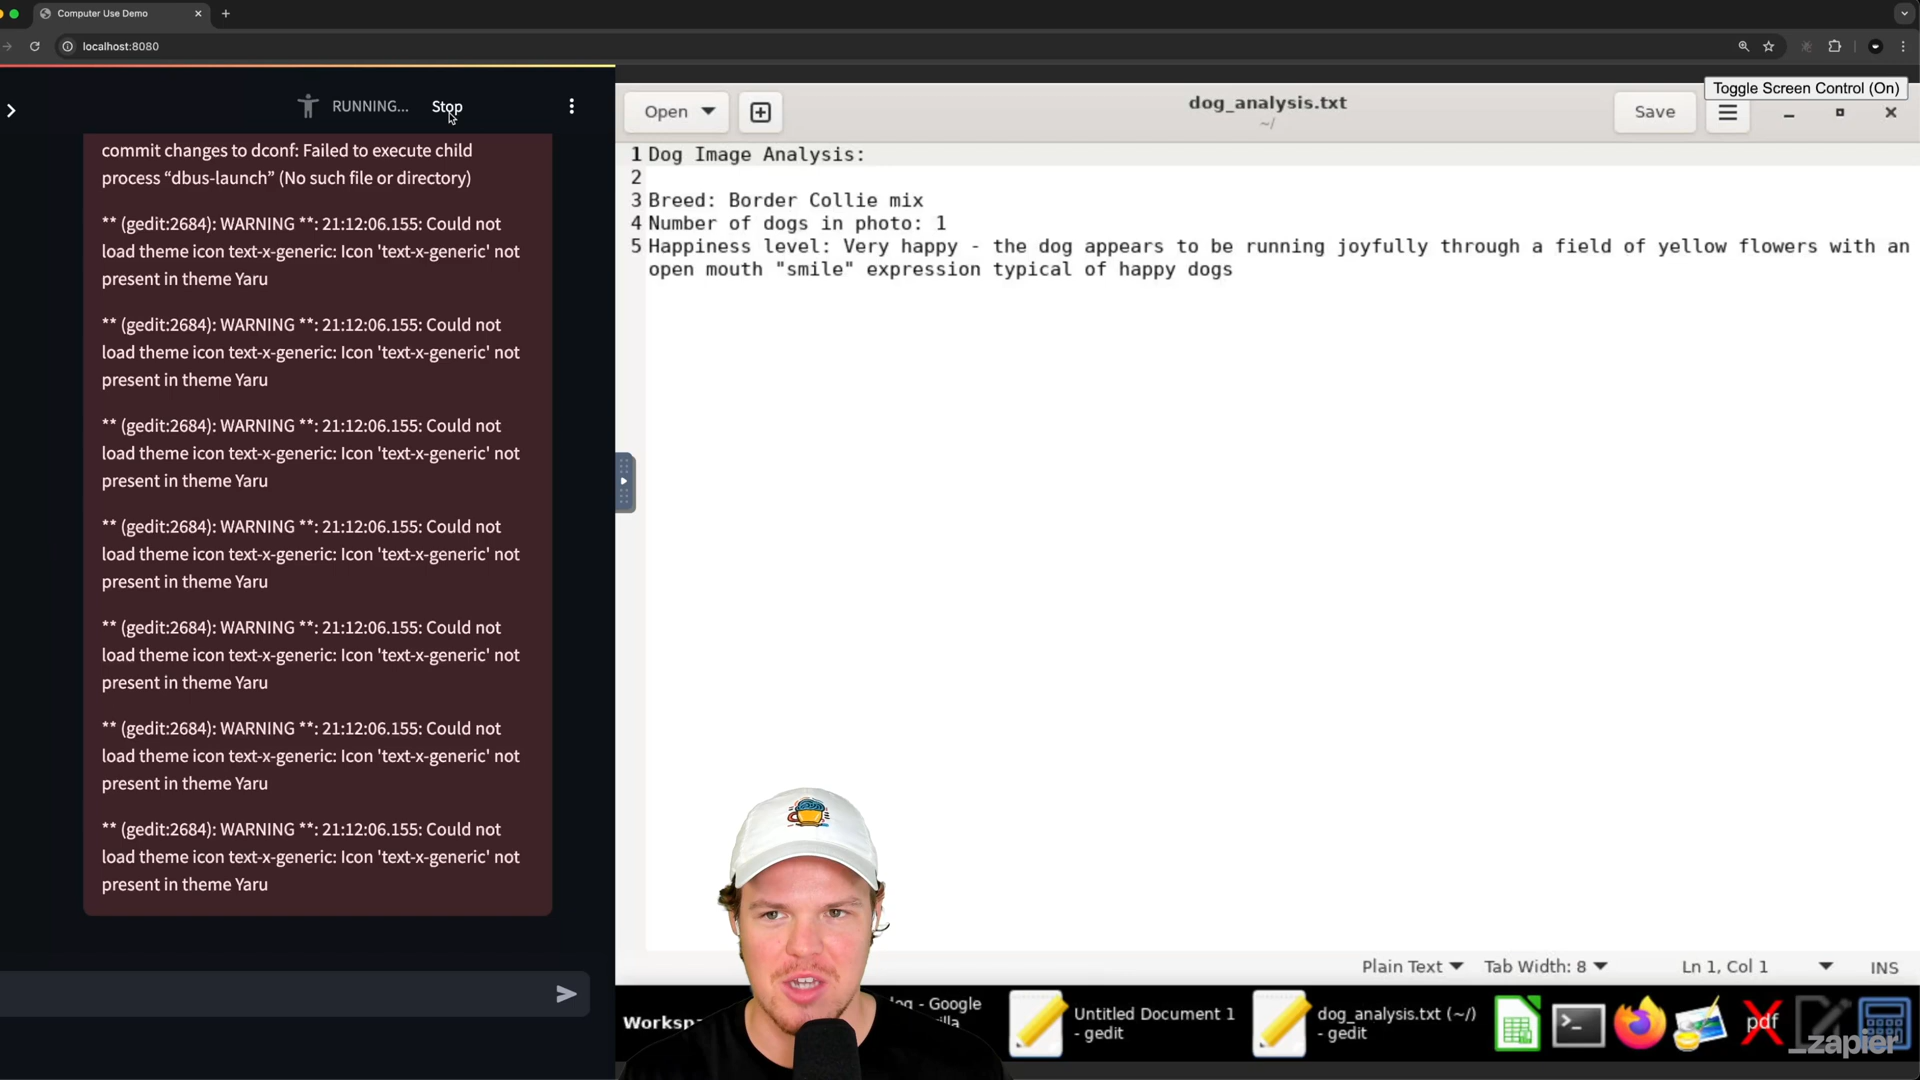 Computer Use Demo
localhost:8080
Toggle Screen Control (On)
RUNNING...
Stop
commit changes to dconf: Failed to execute child
process “dbus-launch” (No such file or directory)
** (gedit:2684): WARNING **: 21:12:06.155: Could not
load theme icon text-x-generic: Icon 'text-x-generic' not
present in theme Yaru
** (gedit:2684): WARNING **: 21:12:06.155: Could not
load theme icon text-x-generic: Icon 'text-x-generic' not
present in theme Yaru
** (gedit:2684): WARNING **: 21:12:06.155: Could not
load theme icon text-x-generic: Icon 'text-x-generic' not
present in theme Yaru
** (gedit:2684): WARNING **: 21:12:06.155: Could not
load theme icon text-x-generic: Icon 'text-x-generic' not
present in theme Yaru
** (gedit:2684): WARNING **: 21:12:06.155: Could not
load theme icon text-x-generic: Icon 'text-x-generic' not
present in theme Yaru
** (gedit:2684): WARNING **: 21:12:06.155: Could not
load theme icon text-x-generic: Icon 'text-x-generic' not
present in theme Yaru
** (gedit:2684): WARNING **: 21:12:06.155: Could not
load theme icon text-x-generic: Icon 'text-x-generic' not
present in theme Yaru
Open
dog_analysis.txt
~/
Save
1 Dog Image Analysis:
2
3 Breed: Border Collie mix
4 Number of dogs in photo: 1
5 Happiness level: Very happy - the dog appears to be running joyfully through a field of yellow flowers with an
open mouth "smile" expression typical of happy dogs
Plain Text
Tab Width: 8
Ln 1, Col 1
INS
- Google
Untitled Document 1
- gedit
dog_analysis.txt (~/)
- gedit
pdf
_zapier